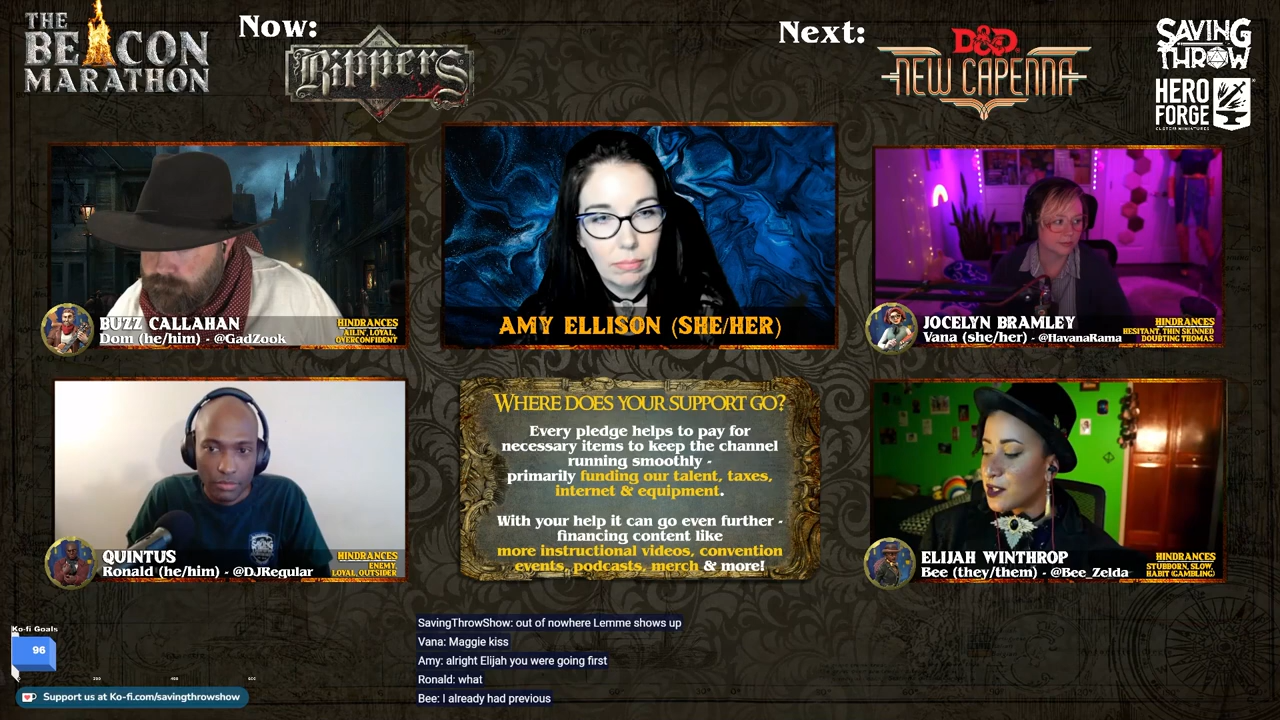 THE
BEACON
MARATHON
Now:
Rippers
Next:
D&D
NEW CAPENNA
SAVING
THROW
HERO
FORGE
CUSTOM MINIATURES
BUZZ CALLAHAN
Dom (he/him) - @GadZook
HINDRANCES
AILIN', LOYAL,
OVERCONFIDENT
AMY ELLISON (SHE/HER)
JOCELYN BRAMLEY
Vana (she/her) - @HavanaRama
HINDRANCES
HESITANT, THIN SKINNED
DOUBTING THOMAS
QUINTUS
Ronald (he/him) - @DJRegular
HINDRANCES
ENEMY,
LOYAL, OUTSIDER
WHERE DOES YOUR SUPPORT GO?
Every pledge helps to pay for
necessary items to keep the channel
running smoothly -
primarily funding our talent, taxes,
internet & equipment.
With your help it can go even further -
financing content like
more instructional videos, convention
events, podcasts, merch & more!
ELIJAH WINTHROP
Bee (they/them) - @Bee_Zelda
HINDRANCES
STUBBORN, SLOW,
HABIT (GAMBLING)
SavingThrowShow: out of nowhere Lemme shows up
Vana: Maggie kiss
Amy: alright Elijah you were going first
Ronald: what
Bee: I already had previous
Ko-fi Goals
96
Support us at Ko-fi.com/savingthrowshow